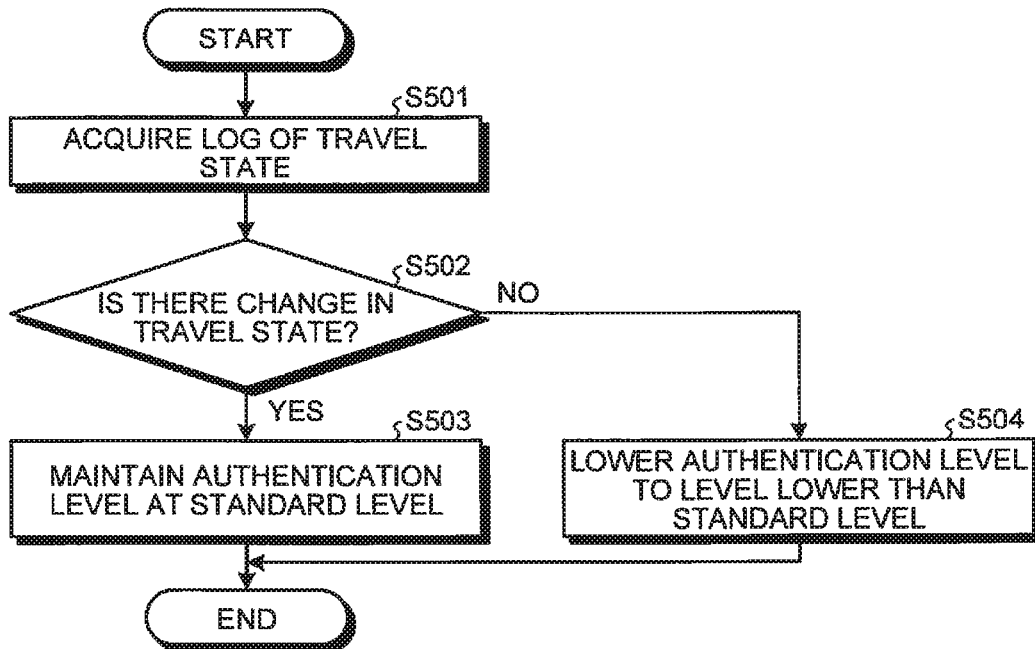 START
S501
ACQUIRE LOG OF TRAVEL
STATE
S502
IS THERE CHANGE IN
TRAVEL STATE?
NO
YES
S503
MAINTAIN AUTHENTICATION
LEVEL AT STANDARD LEVEL
S504
LOWER AUTHENTICATION LEVEL
TO LEVEL LOWER THAN
STANDARD LEVEL
END